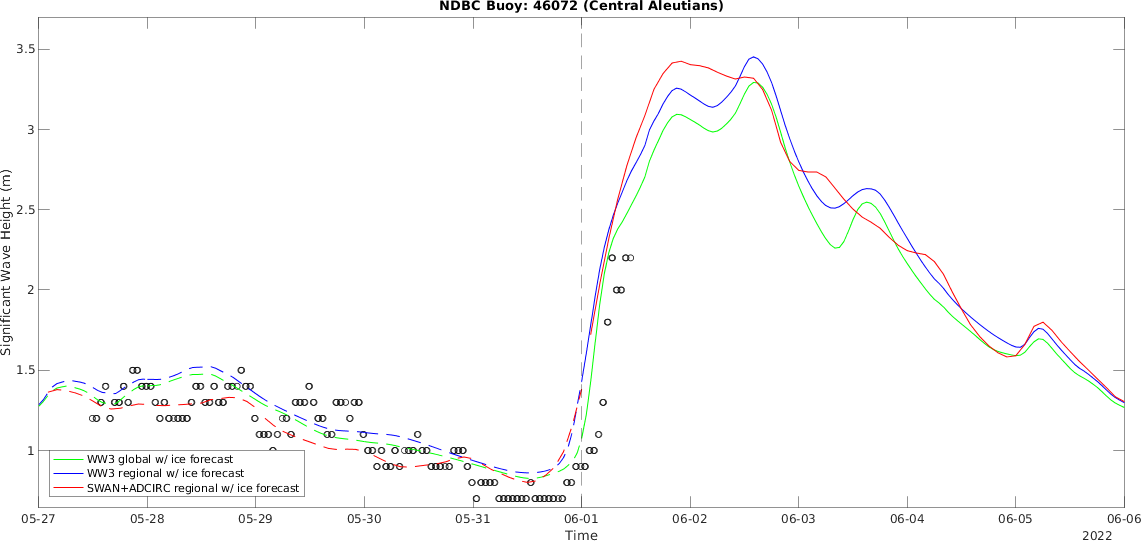 NDBC Buoy: 46072 (Central Aleutians)
3.5
3
2.5
2
1.5
1
Significant Wave Height (m)
WW3 global w/ ice forecast
WW3 regional w/ ice forecast
SWAN+ADCIRC regional w/ ice forecast
05-27 05-28 05-29 05-30 05-31 06-01 06-02 06-03 06-04 06-05 06-06
Time 2022